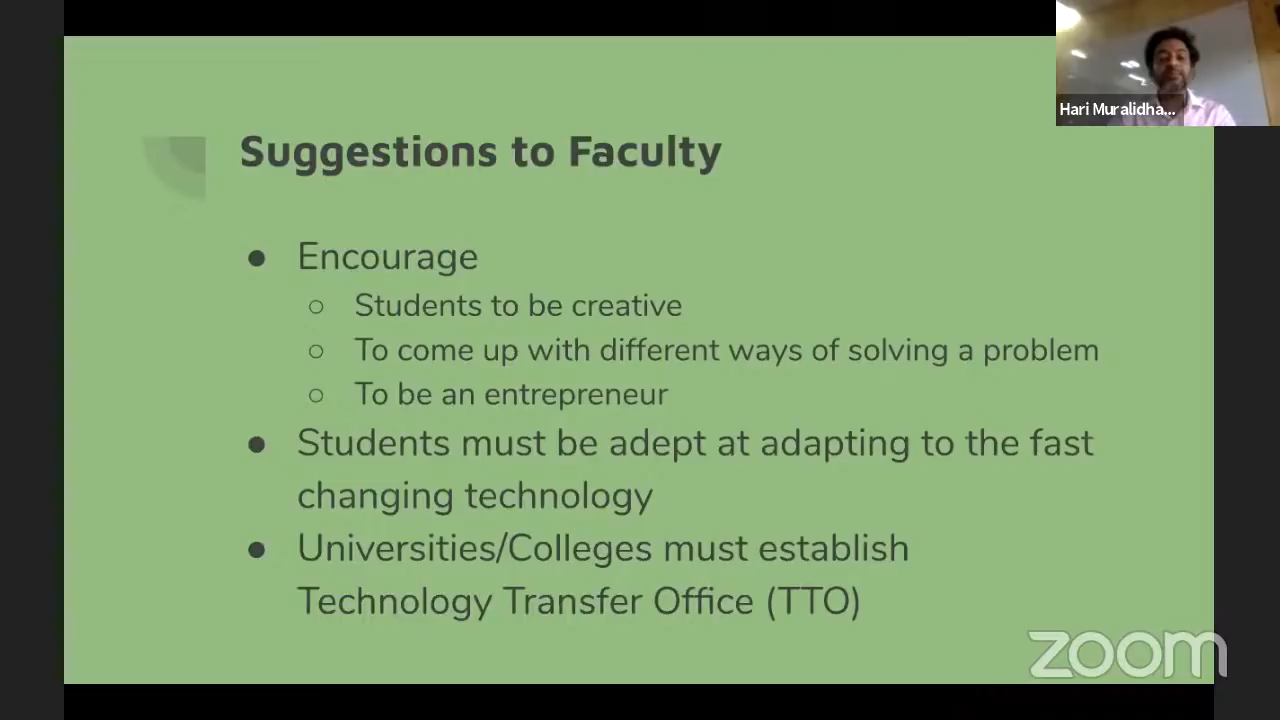 Hari Muralidha...
Suggestions to Faculty
● Encourage
○ Students to be creative
○ To come up with different ways of solving a problem
○ To be an entrepreneur
● Students must be adept at adapting to the fast
changing technology
● Universities/Colleges must establish
Technology Transfer Office (TTO)
zoom